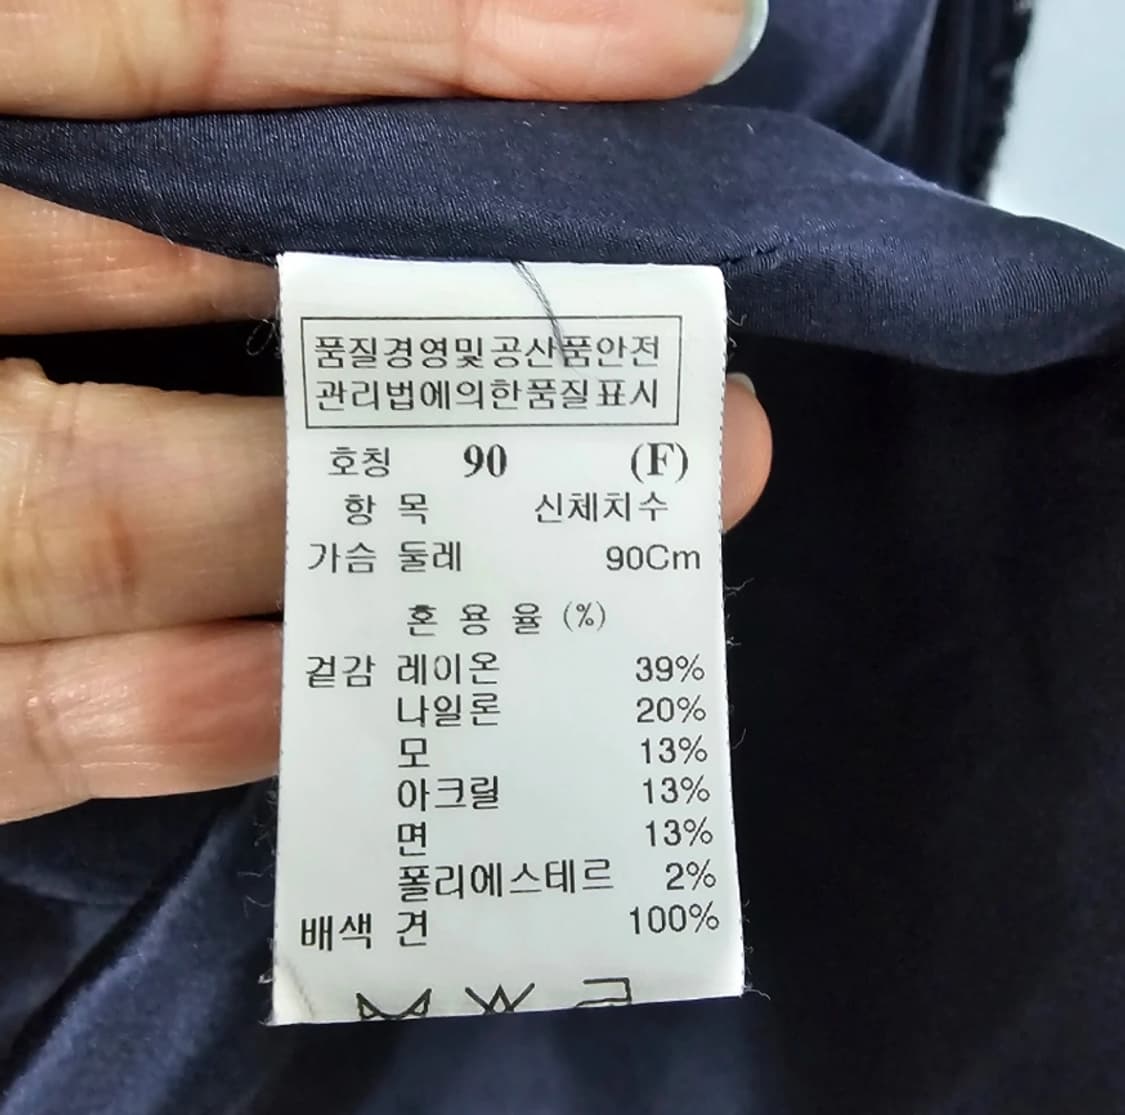 품질경영및공산품안전
관리법에의한품질표시
호칭 90 (F)
항 목 신체치수
가슴 둘레 90Cm
혼 용 율 (%)
겉감 레이온 39%
나일론 20%
모 13%
아크릴 13%
면 13%
폴리에스테르 2%
배색 견 100%